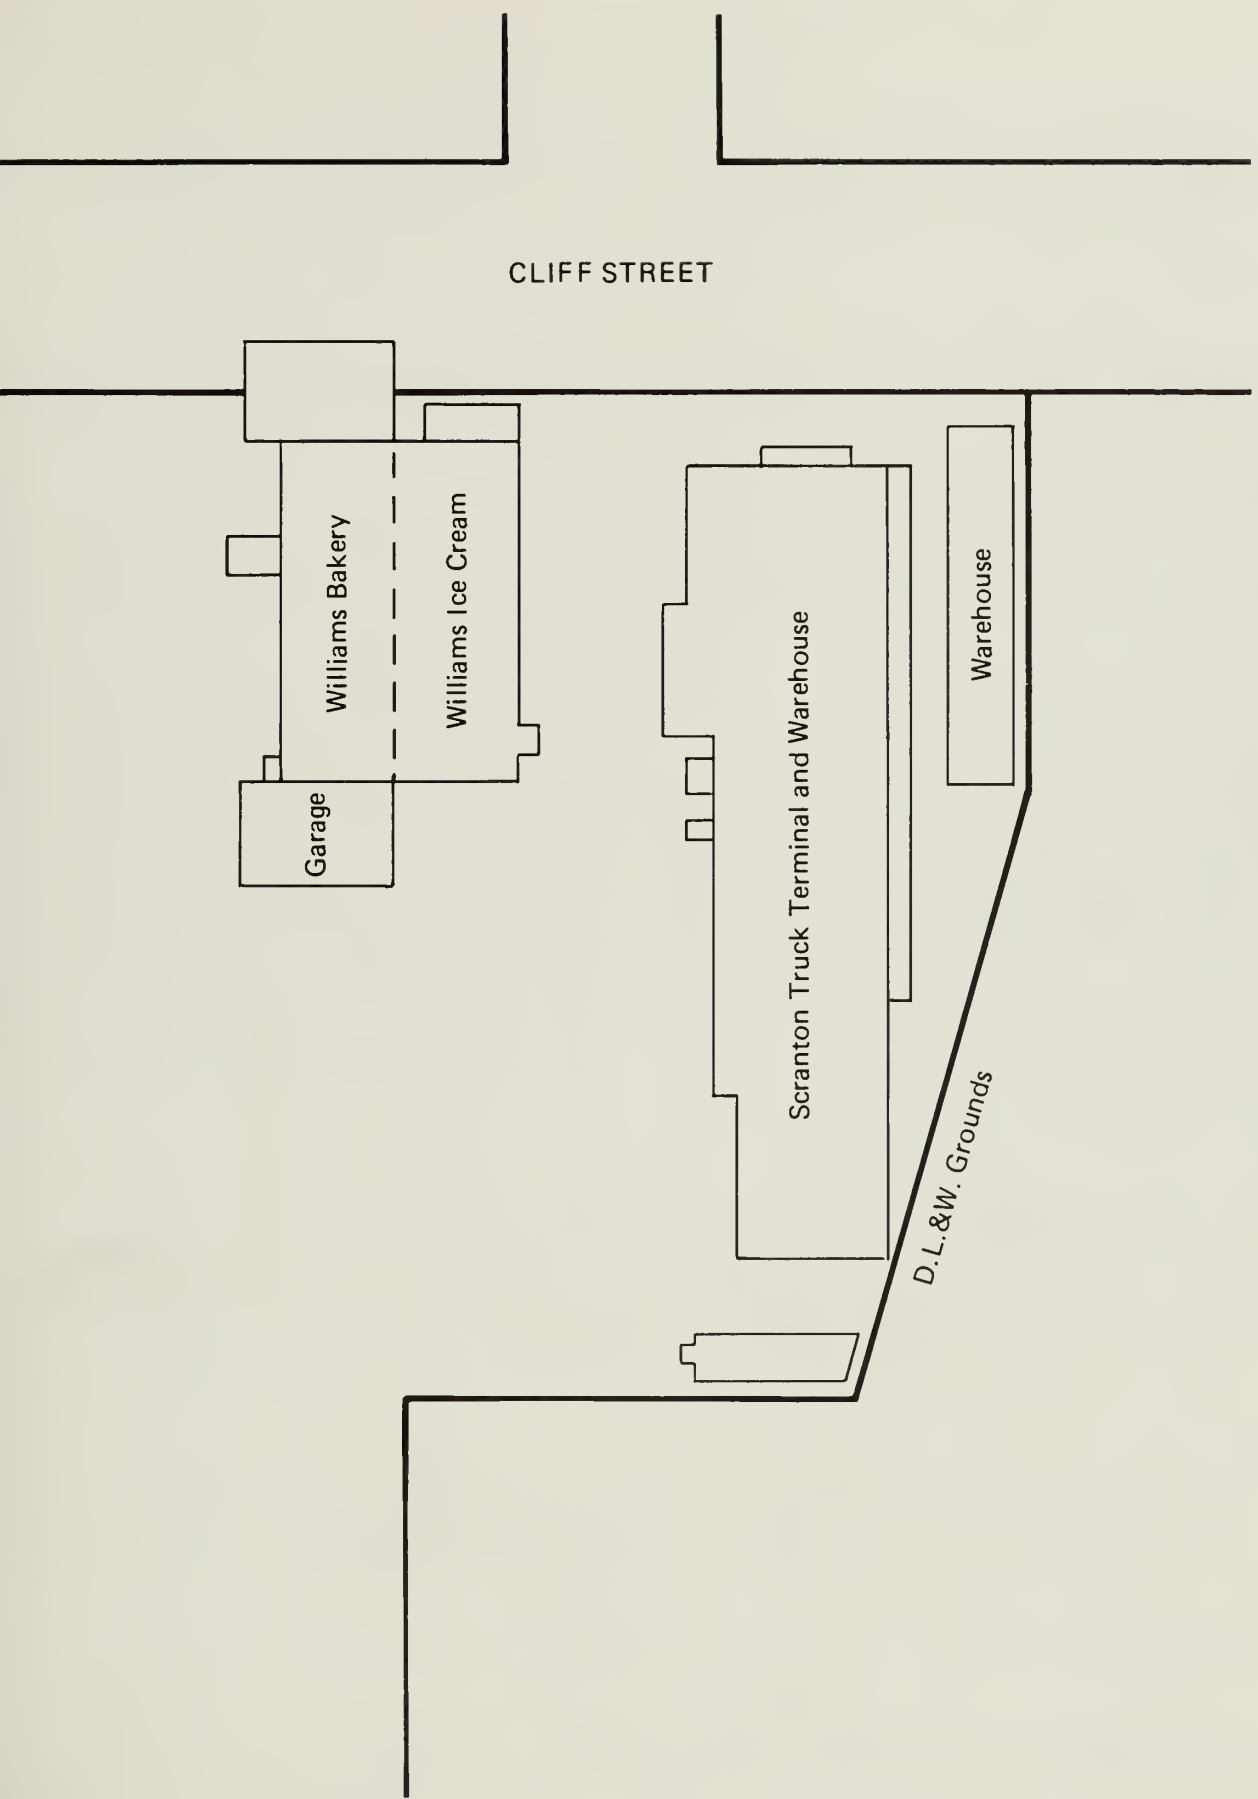 CLIFF STREET
Williams Bakery
Williams Ice Cream
Garage
Scranton Truck Terminal and Warehouse
Warehouse
D.L.&W. Grounds